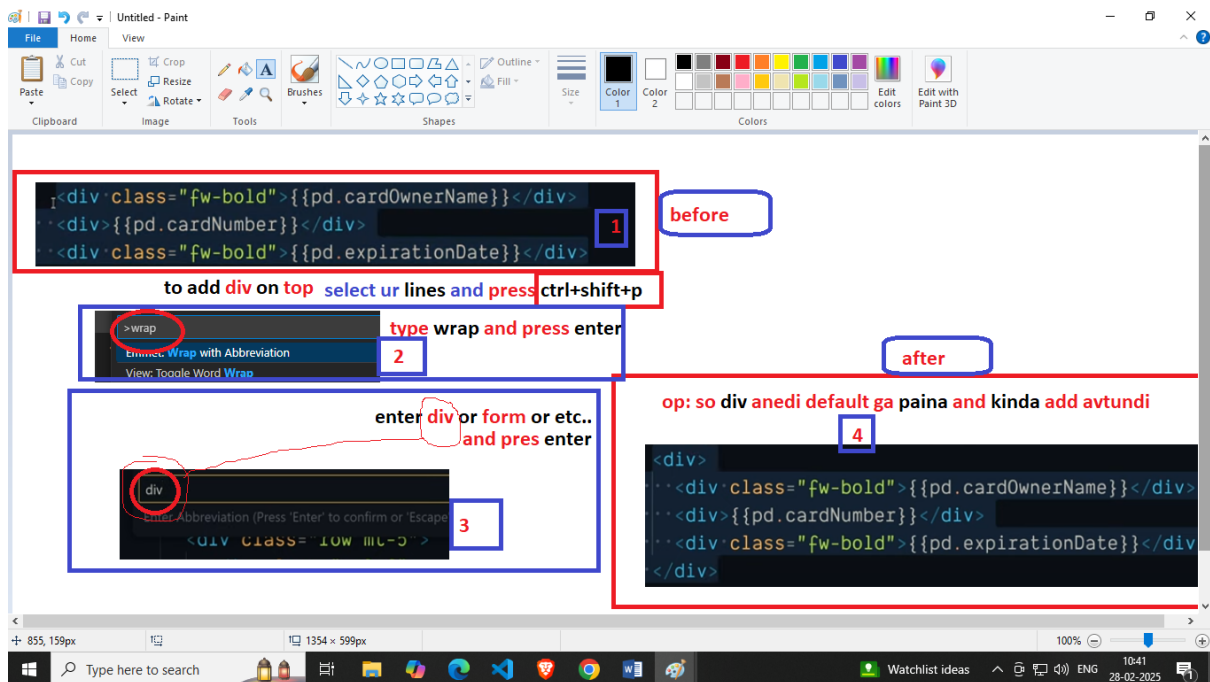 Untitled - Paint
File Home View
Paste
Cut
Copy
Clipboard
Select
Crop
Resize
Rotate
Image
Tools
Brushes
Outline
Fill
Shapes
Size
Color 1
Color 2
Edit colors
Colors
Edit with Paint 3D
<div class="fw-bold">{{pd.cardOwnerName}}</div>
<div>{{pd.cardNumber}}</div>
<div class="fw-bold">{{pd.expirationDate}}</div>
1
before
to add div on top select ur lines and press ctrl+shift+p
>wrap
Emmet: Wrap with Abbreviation
View: Toggle Word Wrap
2
type wrap and press enter
enter div or form or etc..
and pres enter
div
Enter Abbreviation (Press 'Enter' to confirm or 'Escape
<div class="row mt-5">
3
after
op: so div anedi default ga paina and kinda add avtundi
4
<div>
<div class="fw-bold">{{pd.cardOwnerName}}</div>
<div>{{pd.cardNumber}}</div>
<div class="fw-bold">{{pd.expirationDate}}</div
</div>
855, 159px
1354 × 599px
100%
Type here to search
Watchlist ideas
ENG
10:41
28-02-2025
1